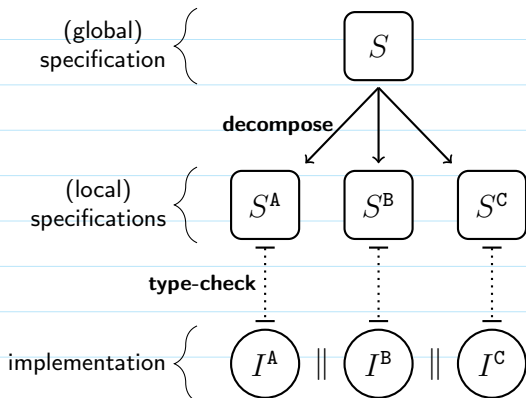 (global)
specification
S
decompose
(local)
specifications
S^A
S^B
S^C
type-check
implementation
I^A || I^B || I^C